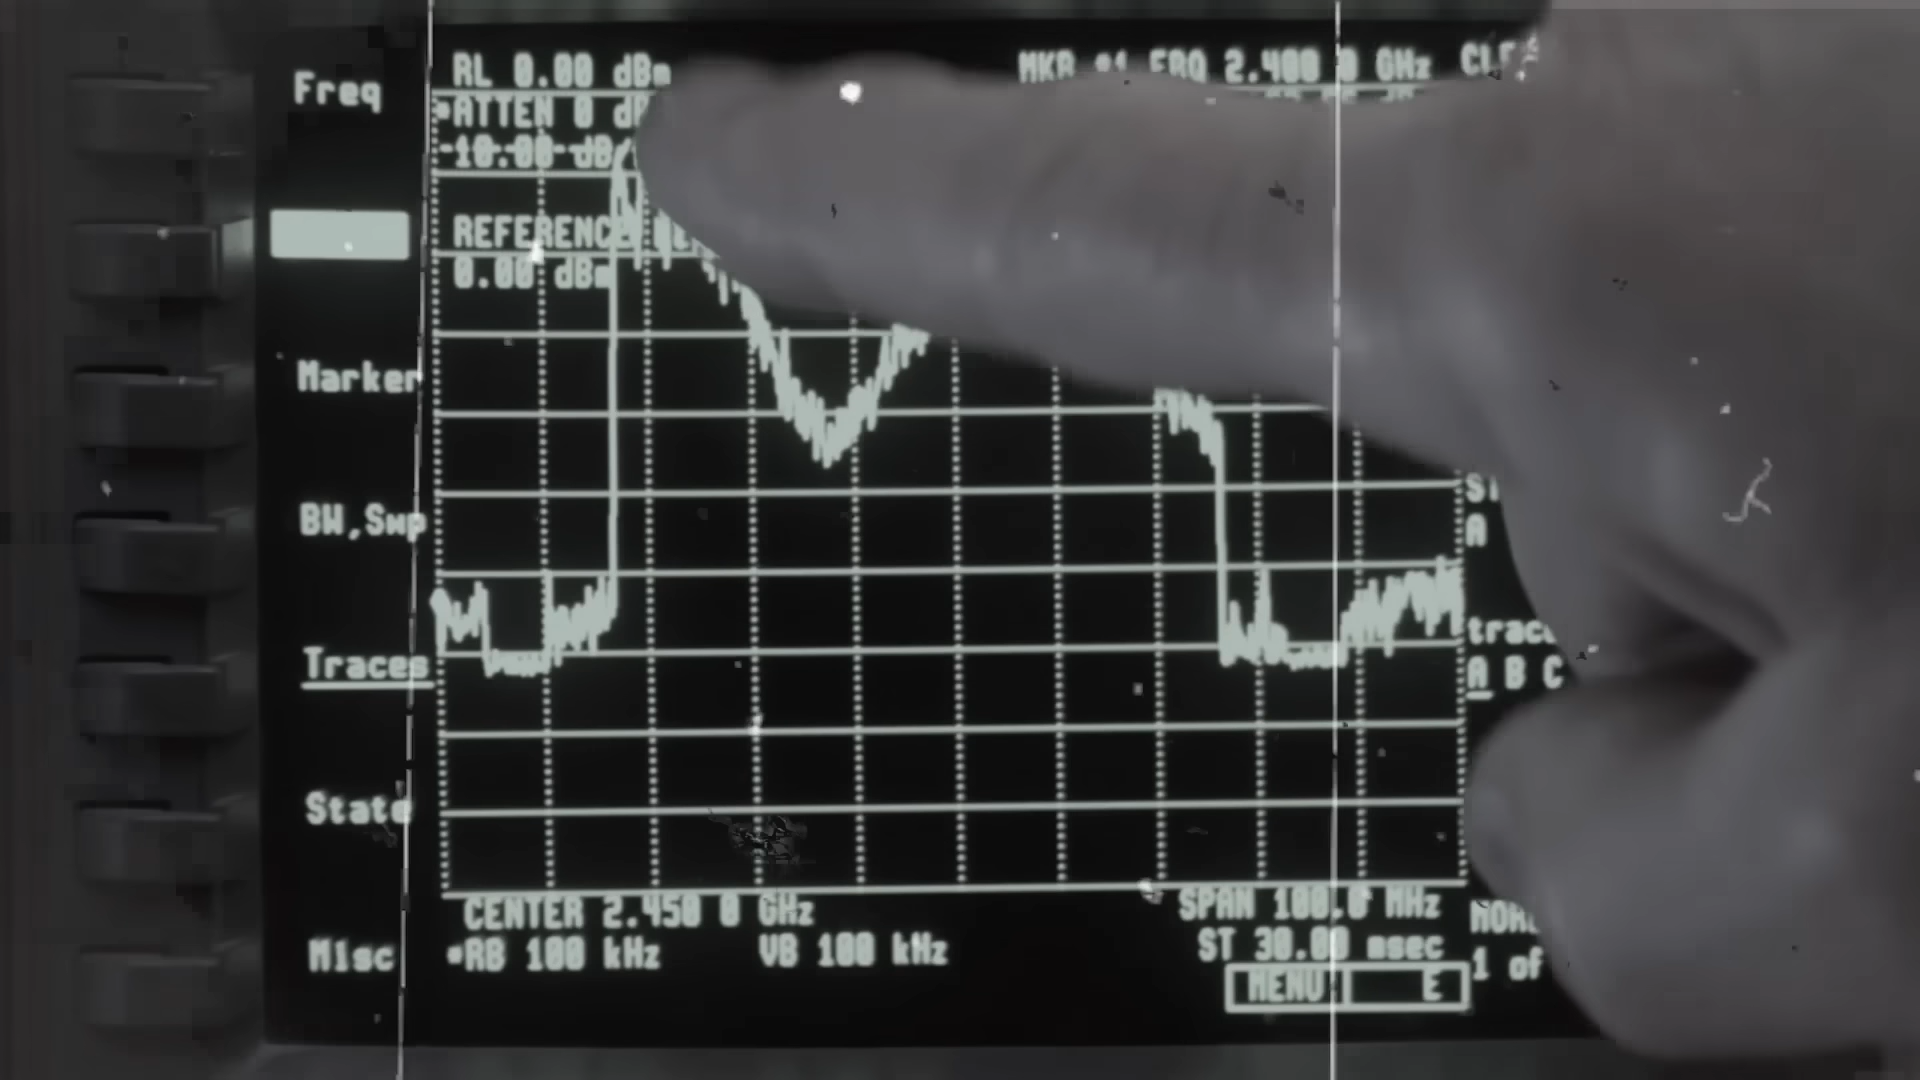 Freq
Marker
BW,Swp
Traces
State
Misc
RL 0.00 dBm
MKR #1 FRQ 2.400 0 GHz
*ATTEN 0
10.00 dB/
REFERENCE
0.00 dBm
A
A B C
CENTER 2.450 0 GHz
SPAN 100.0 MHz
*RB 100 kHz
VB 100 kHz
ST 30.00 msec
1 of
MENU
E